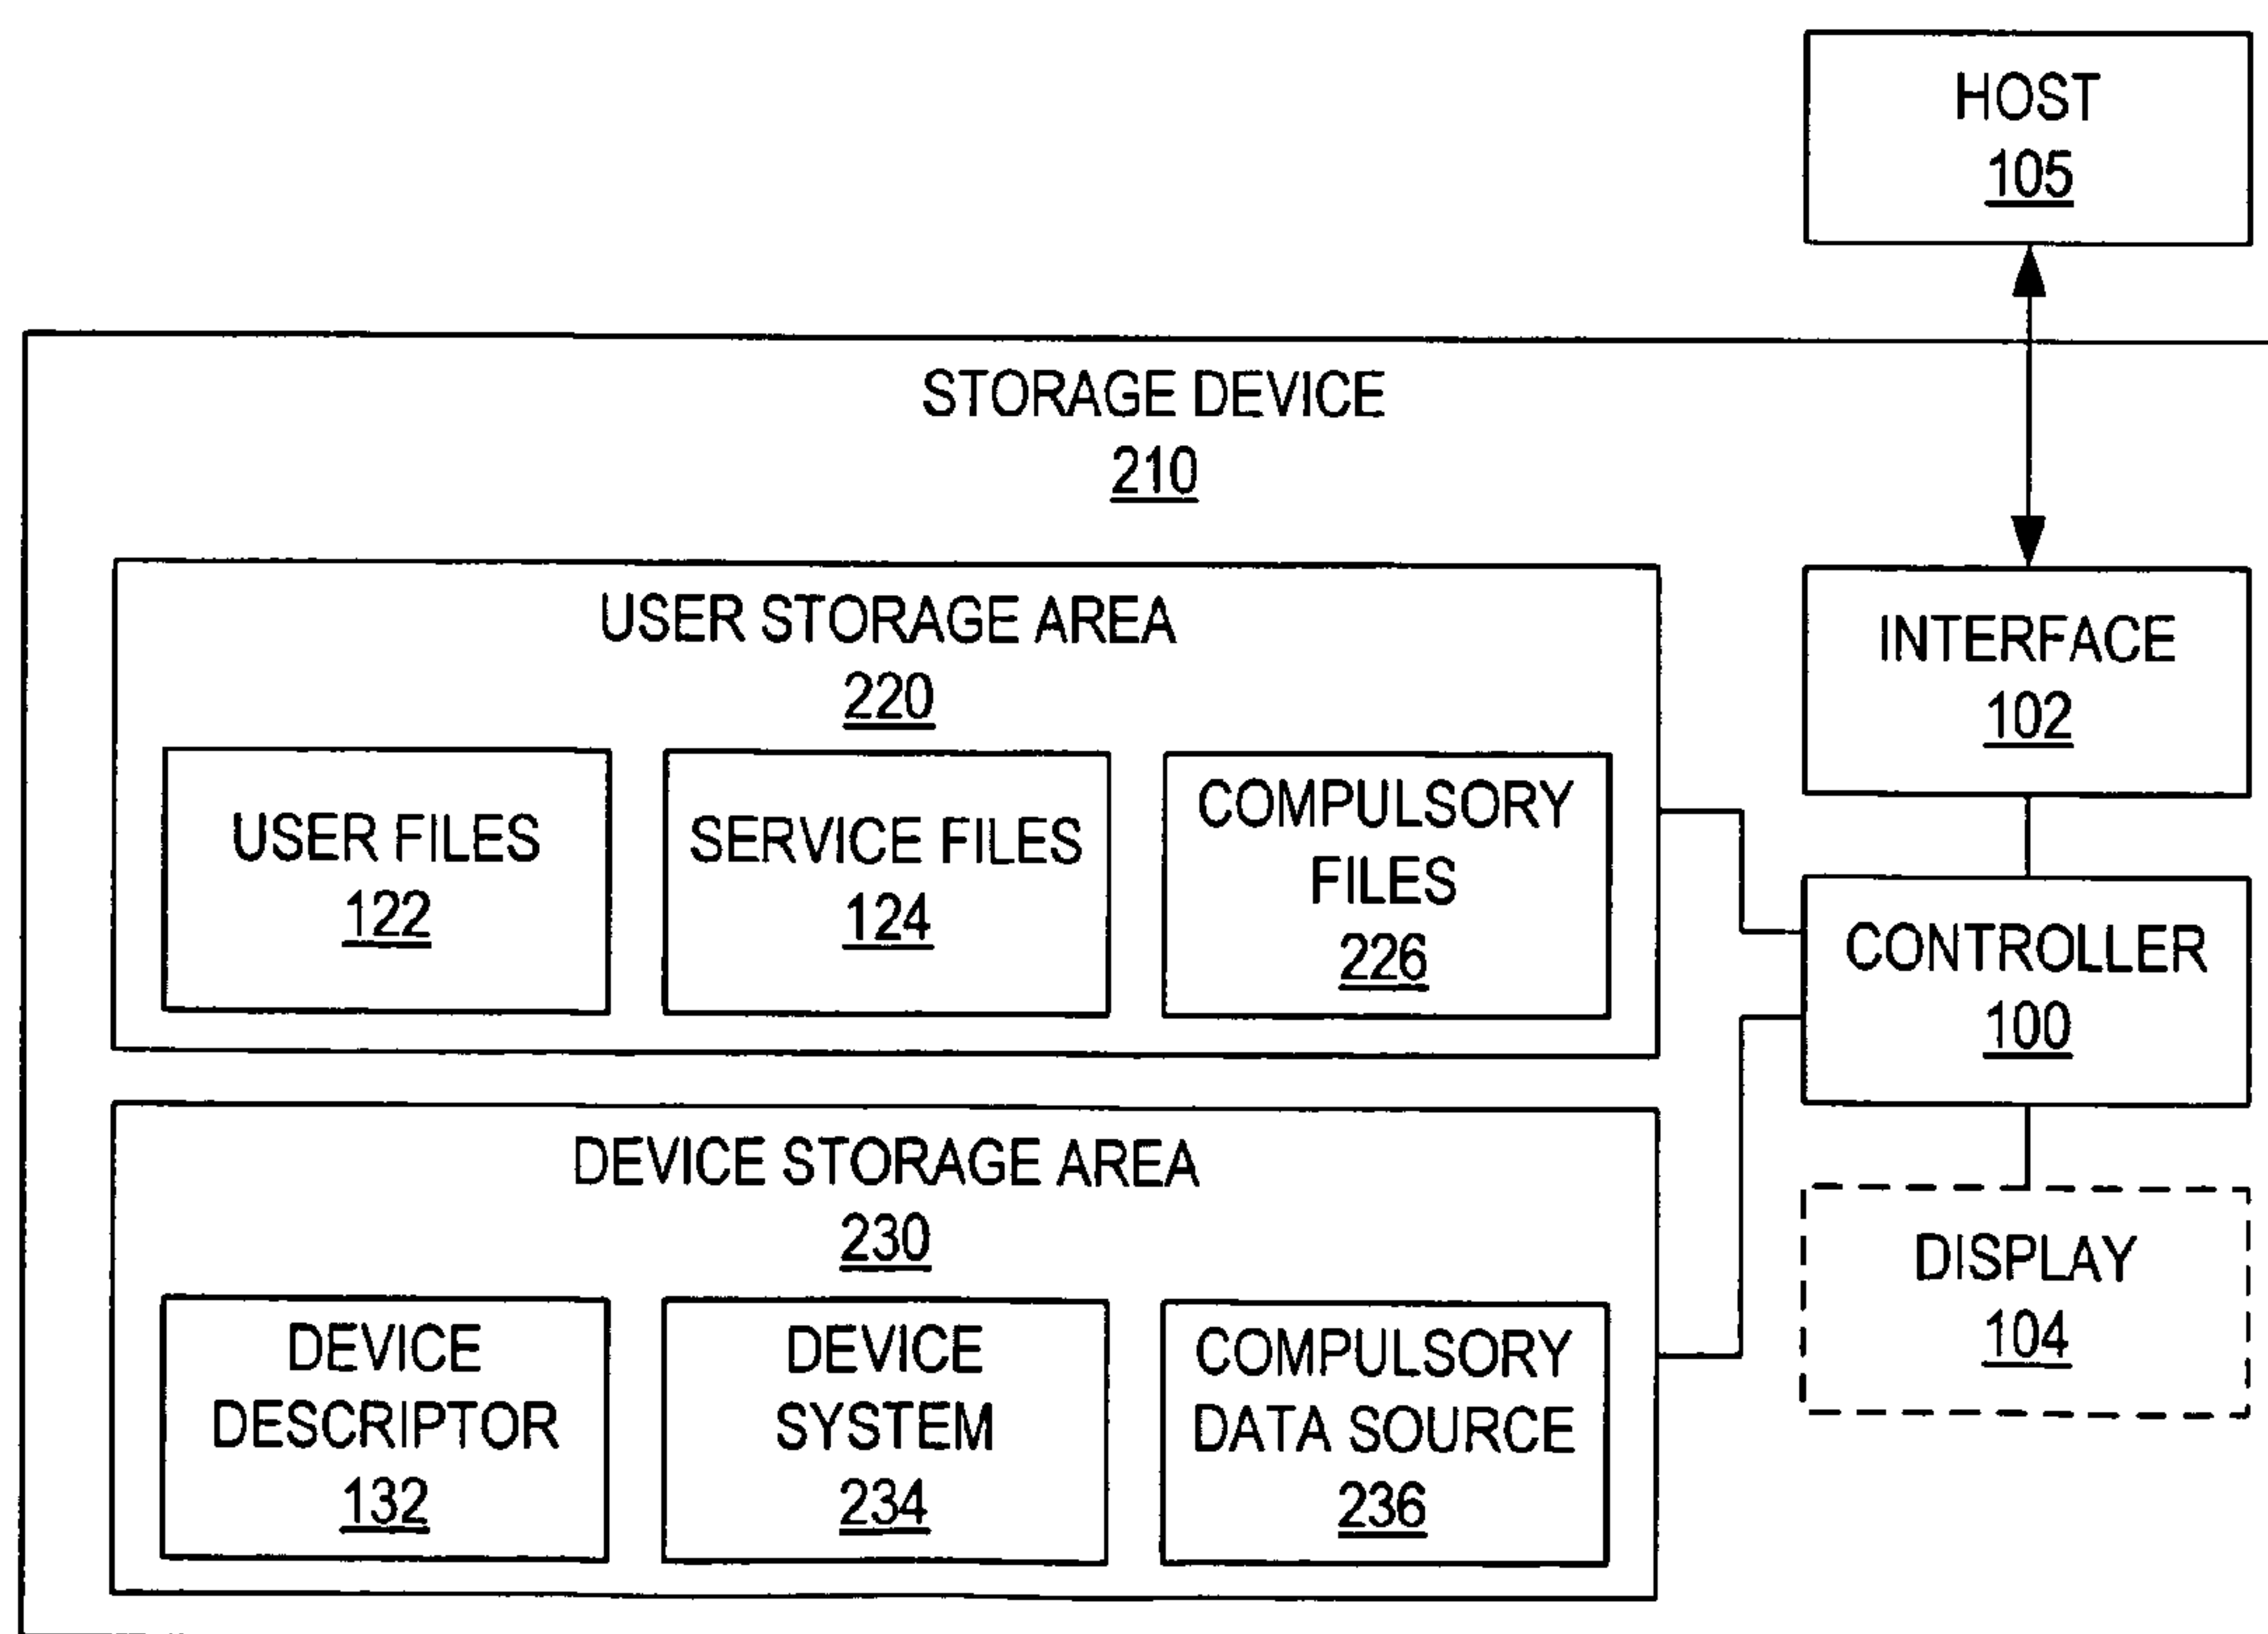 HOST
105
STORAGE DEVICE
210
USER STORAGE AREA
220
INTERFACE
102
USER FILES
122
SERVICE FILES
124
COMPULSORY
FILES
226
CONTROLLER
100
DEVICE STORAGE AREA
230
DISPLAY
104
DEVICE
DESCRIPTOR
132
DEVICE
SYSTEM
234
COMPULSORY
DATA SOURCE
236